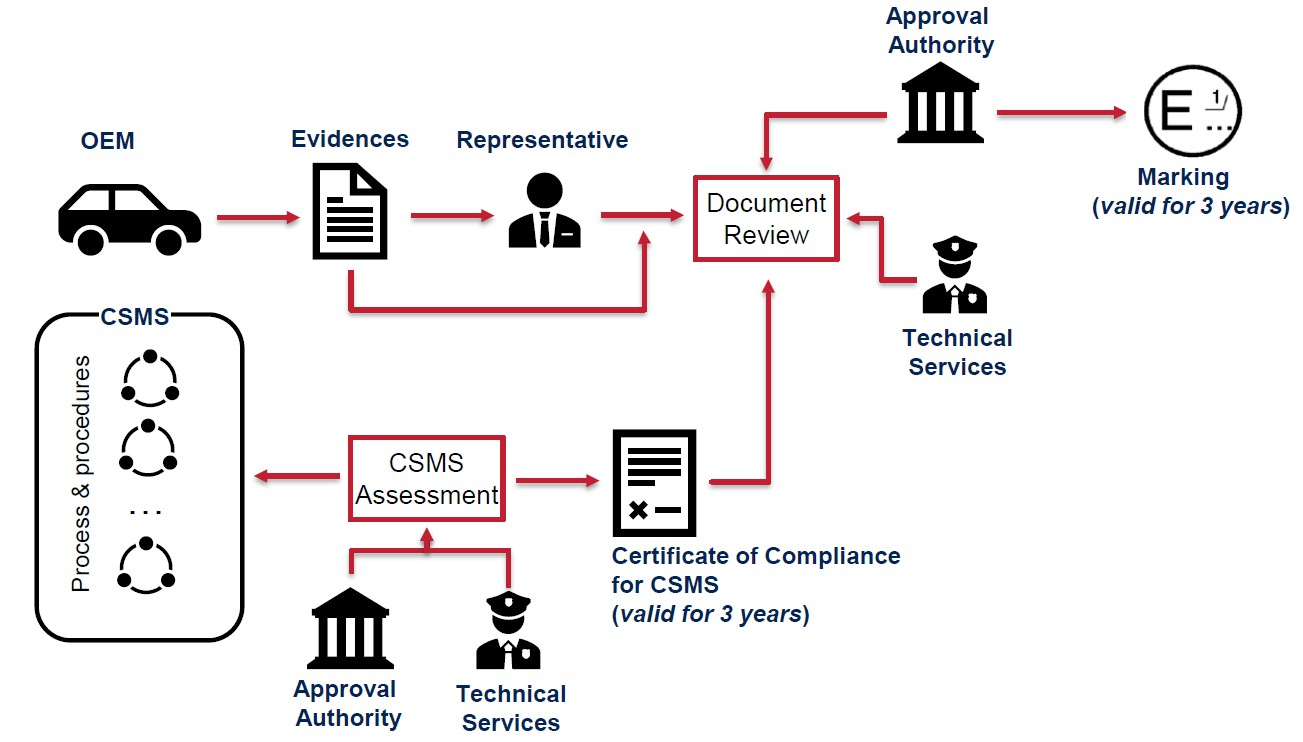 Approval
Authority
OEM
Evidences
Representative
E 1/
...
Marking
(valid for 3 years)
Document
Review
Technical
Services
CSMS
Process & procedures
...
CSMS
Assessment
Certificate of Compliance
for CSMS
(valid for 3 years)
Approval
Authority
Technical
Services